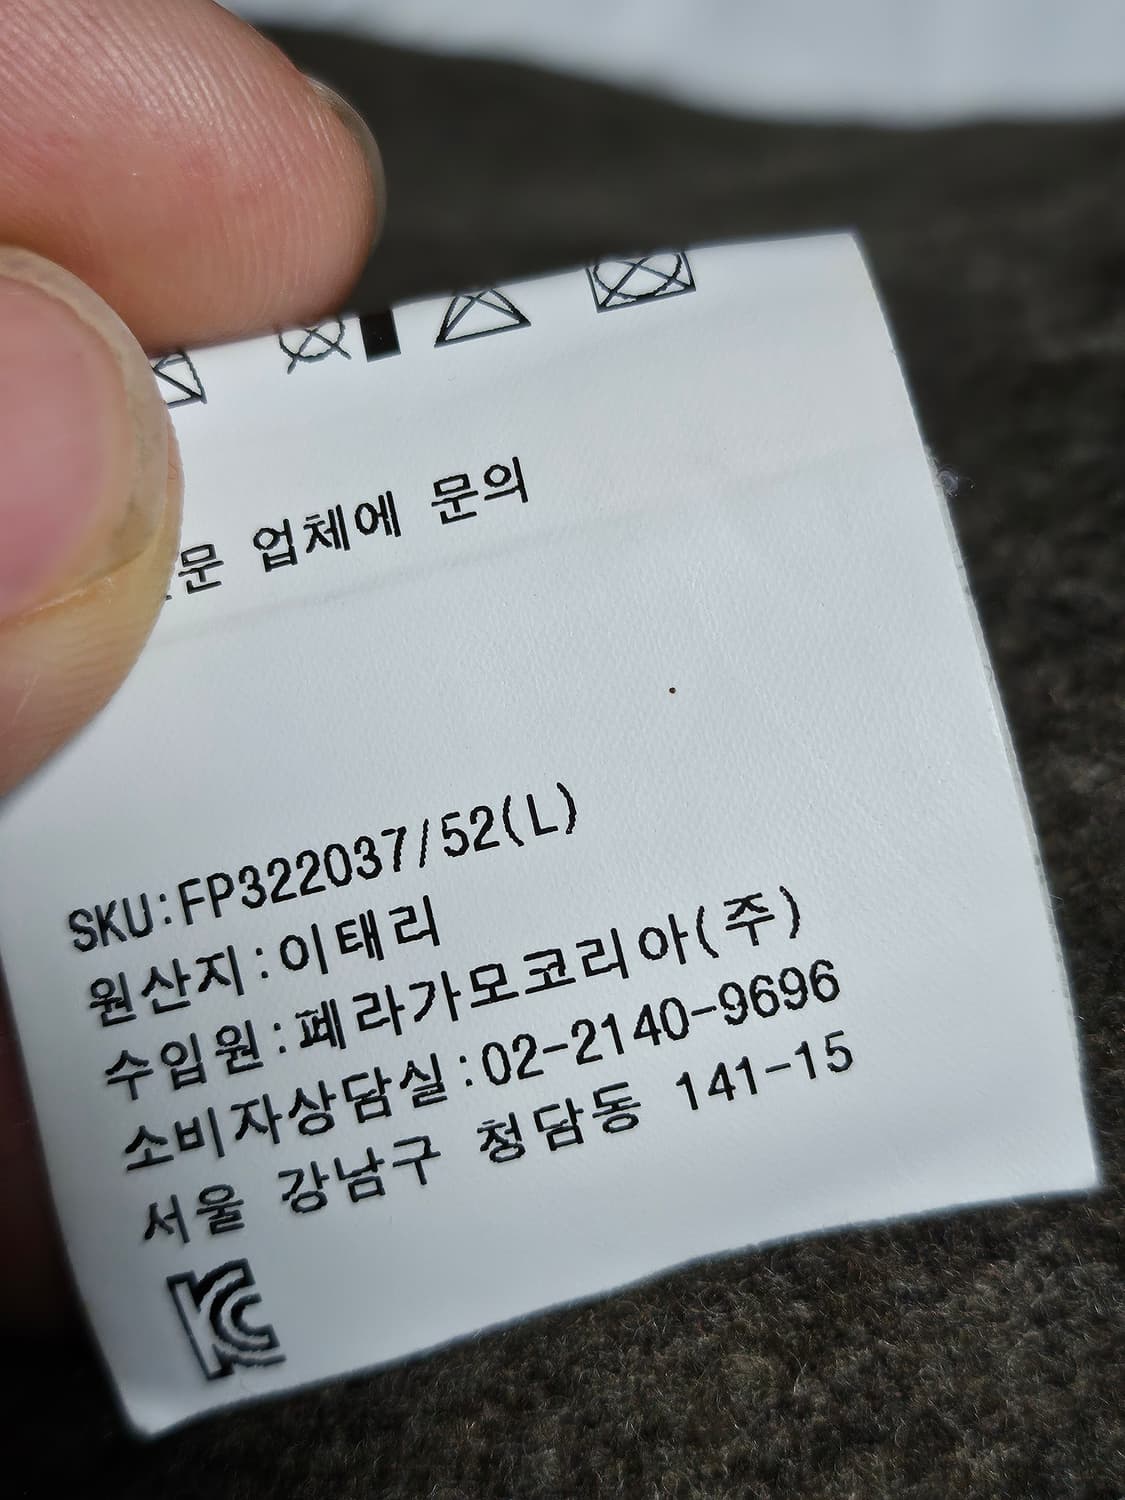 문 업체에 문의
SKU:FP322037/52(L)
원산지:이태리
수입원:페라가모코리아(주)
소비자상담실:02-2140-9696
서울 강남구 청담동 141-15
KC